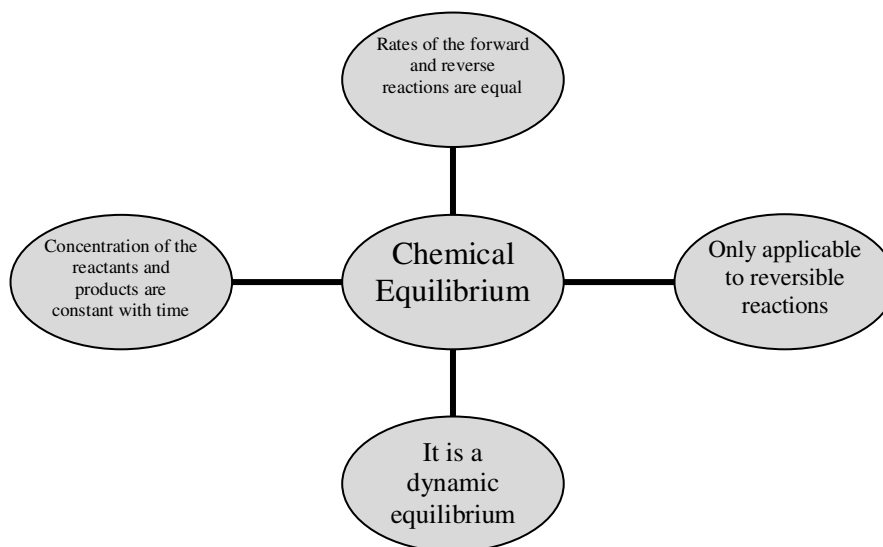 Rates of the forward
and reverse
reactions are equal
Concentration of the
reactants and
products are
constant with time
Chemical
Equilibrium
Only applicable
to reversible
reactions
It is a
dynamic
equilibrium